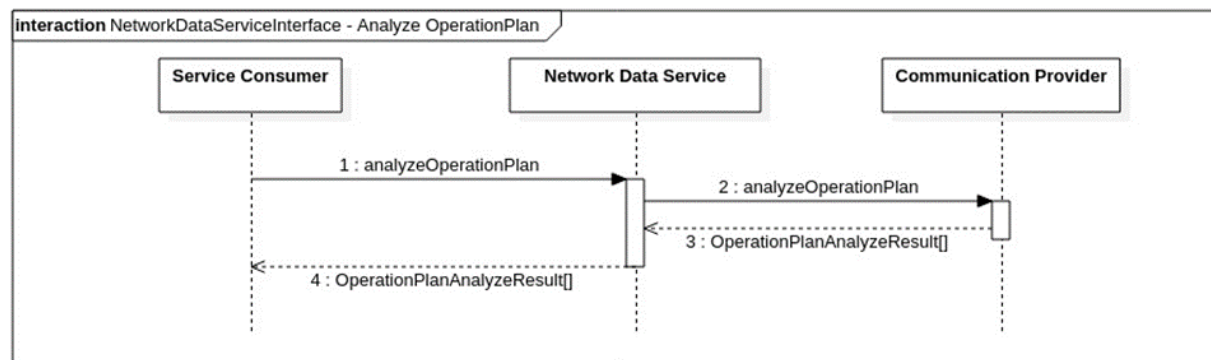 interaction NetworkDataServiceInterface - Analyze OperationPlan
Service Consumer
Network Data Service
Communication Provider
1 : analyzeOperationPlan
2 : analyzeOperationPlan
3 : OperationPlanAnalyzeResult[]
4 : OperationPlanAnalyzeResult[]